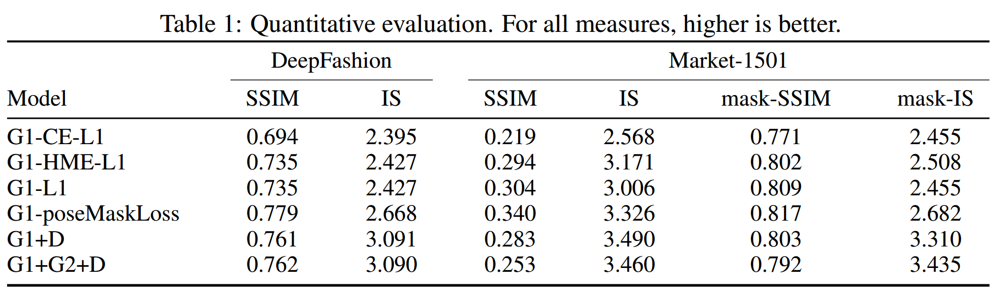 Table 1: Quantitative evaluation. For all measures, higher is better.
DeepFashion Market-1501
Model SSIM IS SSIM IS mask-SSIM mask-IS
G1-CE-L1 0.694 2.395 0.219 2.568 0.771 2.455
G1-HME-L1 0.735 2.427 0.294 3.171 0.802 2.508
G1-L1 0.735 2.427 0.304 3.006 0.809 2.455
G1-poseMaskLoss 0.779 2.668 0.340 3.326 0.817 2.682
G1+D 0.761 3.091 0.283 3.490 0.803 3.310
G1+G2+D 0.762 3.090 0.253 3.460 0.792 3.435